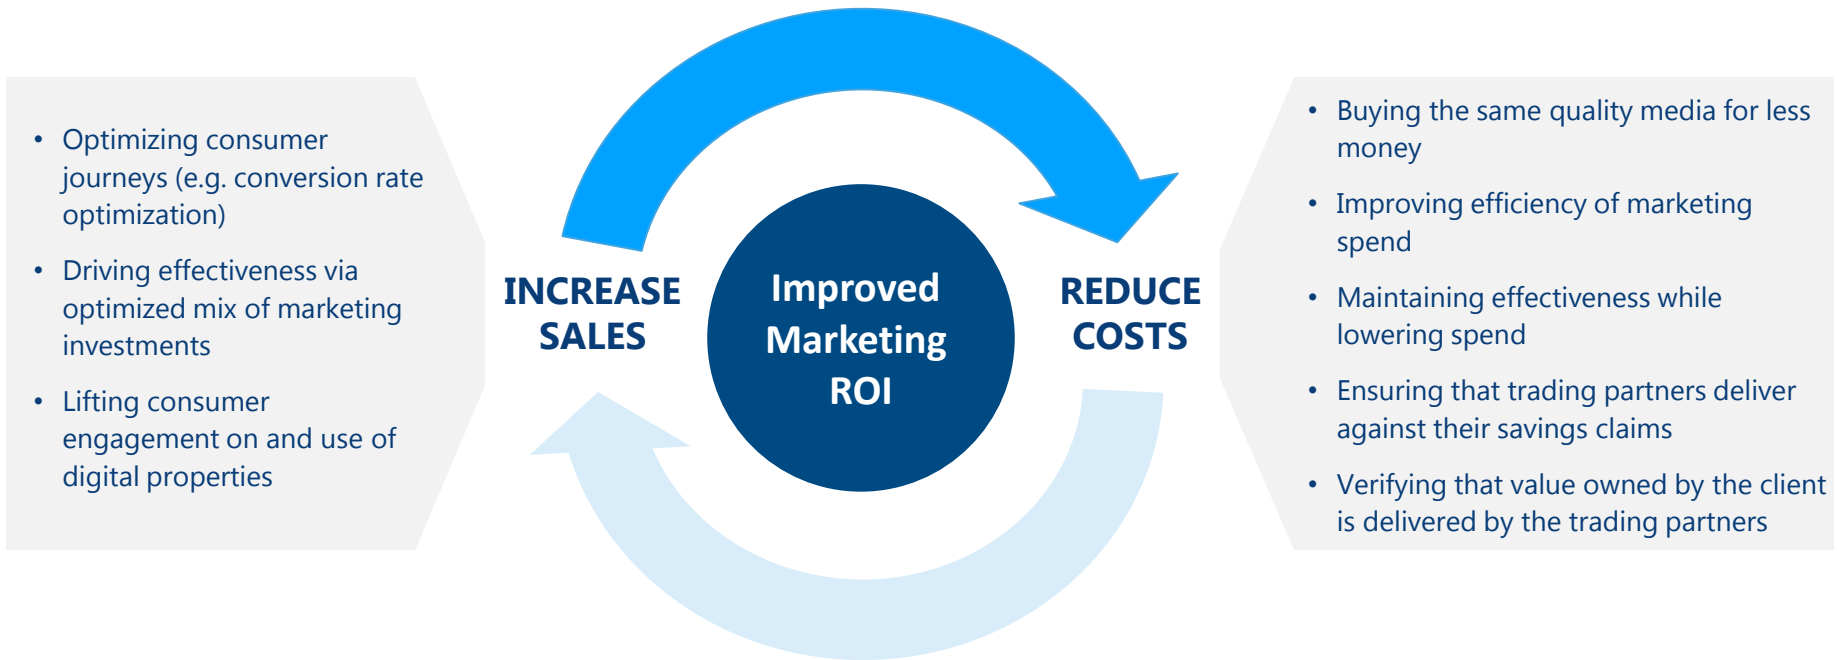 • Optimizing consumer
journeys (e.g. conversion rate
optimization)
• Driving effectiveness via
optimized mix of marketing
investments
• Lifting consumer
engagement on and use of
digital properties
INCREASE
SALES
Improved
Marketing
ROI
REDUCE
COSTS
• Buying the same quality media for less
money
• Improving efficiency of marketing
spend
• Maintaining effectiveness while
lowering spend
• Ensuring that trading partners deliver
against their savings claims
• Verifying that value owned by the client
is delivered by the trading partners